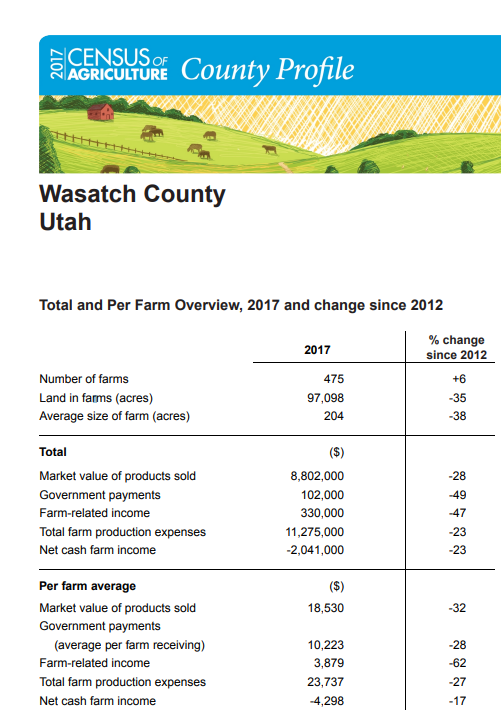 2017 CENSUS OF AGRICULTURE County Profile
Wasatch County
Utah
Total and Per Farm Overview, 2017 and change since 2012
2017 % change since 2012
Number of farms 475 +6
Land in farms (acres) 97,098 -35
Average size of farm (acres) 204 -38
Total ($)
Market value of products sold 8,802,000 -28
Government payments 102,000 -49
Farm-related income 330,000 -47
Total farm production expenses 11,275,000 -23
Net cash farm income -2,041,000 -23
Per farm average ($)
Market value of products sold 18,530 -32
Government payments
(average per farm receiving) 10,223 -28
Farm-related income 3,879 -62
Total farm production expenses 23,737 -27
Net cash farm income -4,298 -17